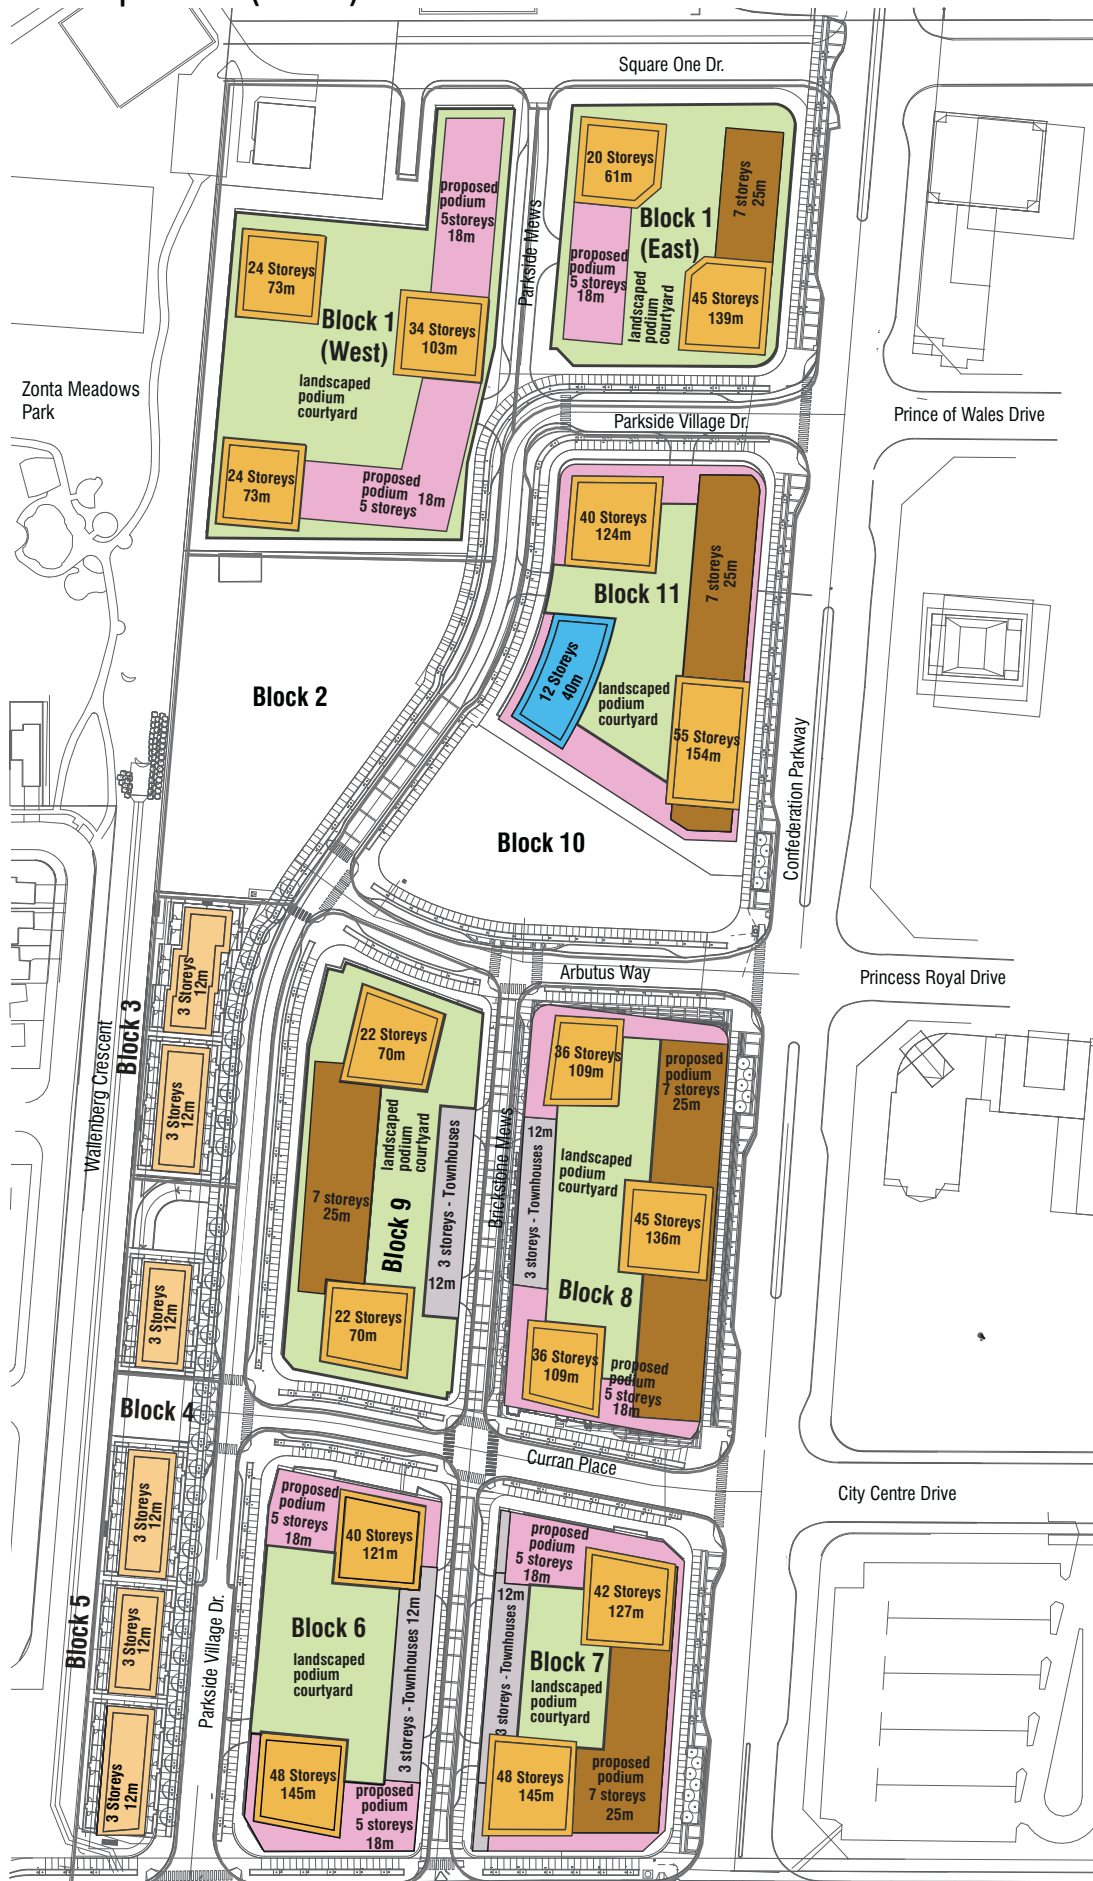 Square One Dr.
20 Storeys
61m
7 storeys
25m
proposed
podium
5storeys
18m
Block 1
(East)
Parkside Mews
proposed
podium
5 storeys
18m
landscaped
podium
courtyard
45 Storeys
139m
24 Storeys
73m
34 Storeys
103m
Block 1
(West)
landscaped
podium
courtyard
Zonta Meadows
Park
Parkside Village Dr.
Prince of Wales Drive
24 Storeys
73m
proposed
podium 18m
5 storeys
40 Storeys
124m
7 storeys
25m
Block 11
12 Storeys
40m
landscaped
podium
courtyard
55 Storeys
154m
Block 2
Confederation Parkway
Block 10
Arbutus Way
Princess Royal Drive
3 Storeys
12m
Block 3
Wallenberg Crescent
3 Storeys
12m
22 Storeys
70m
landscaped
podium
courtyard
3 storeys - Townhouses
12m
7 storeys
25m
Block 9
22 Storeys
70m
Brickstone Mews
36 Storeys
109m
proposed
podium
7 storeys
25m
12m
3 storeys - Townhouses
landscaped
podium
courtyard
45 Storeys
136m
Block 8
36 Storeys
109m
proposed
podium
5 storeys
18m
3 Storeys
12m
Block 4
Curran Place
City Centre Drive
3 Storeys
12m
proposed
podium
5 storeys
18m
40 Storeys
121m
proposed
podium
5 storeys
18m
42 Storeys
127m
12m
3 storeys - Townhouses
3 storeys - Townhouses 12m
Block 6
landscaped
podium
courtyard
Block 7
landscaped
podium
courtyard
Block 5
3 Storeys
12m
Parkside Village Dr.
3 Storeys
12m
48 Storeys
145m
proposed
podium
5 storeys
18m
48 Storeys
145m
proposed
podium
7 storeys
25m